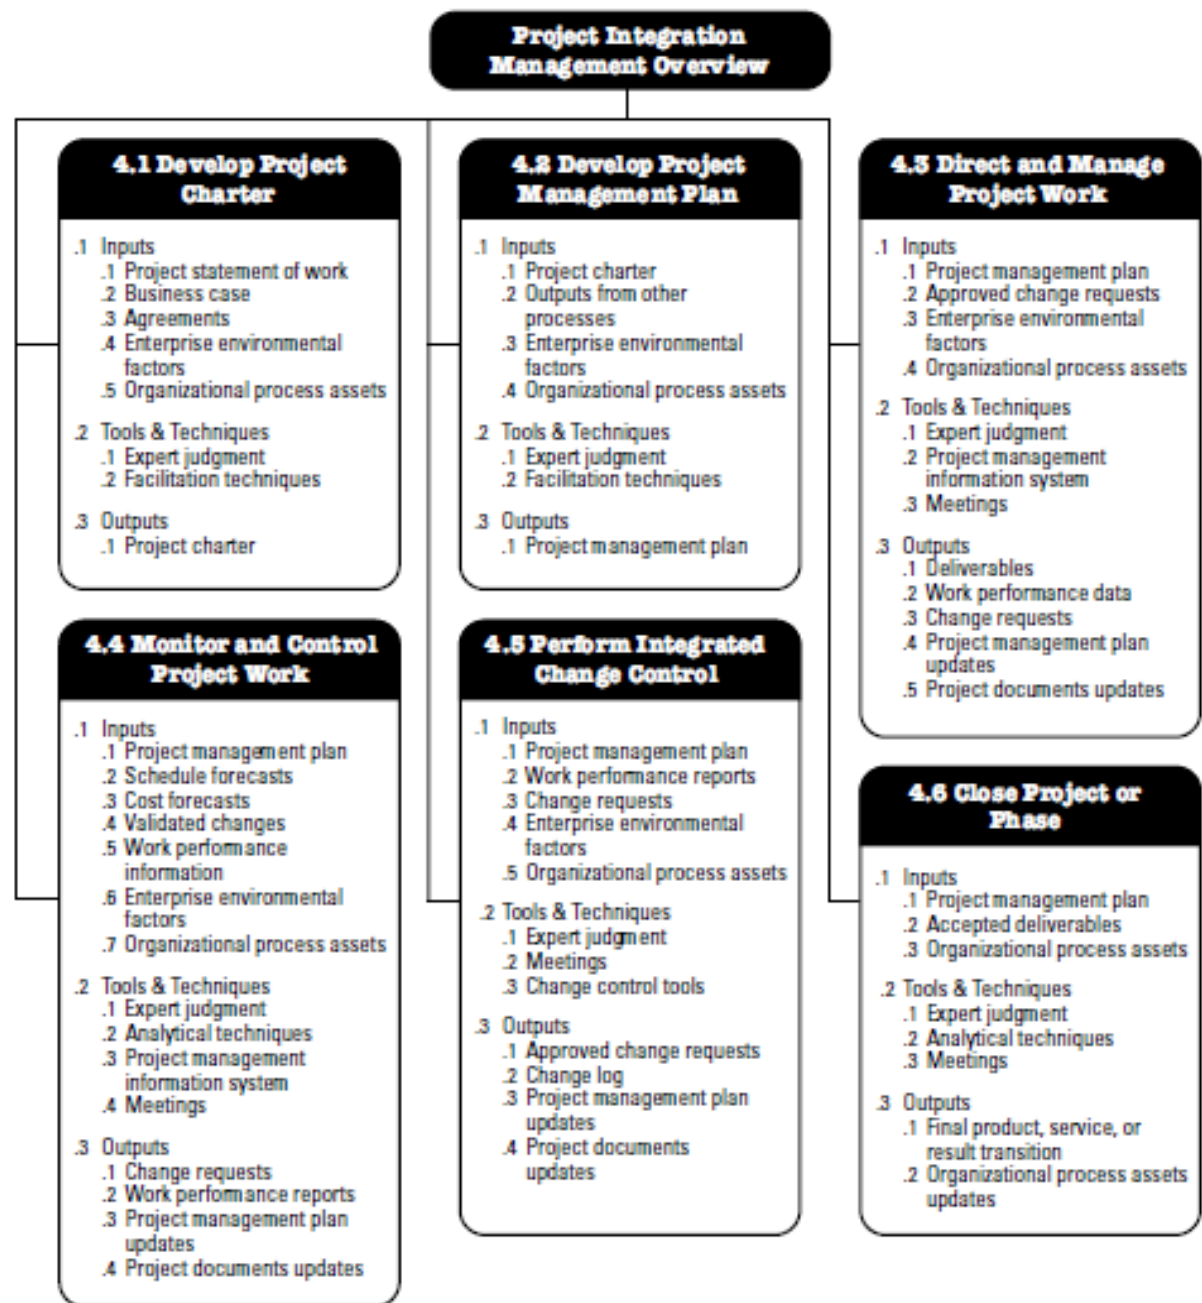 Project Integration
Management Overview
4.1 Develop Project
Charter
.1 Inputs
.1 Project statement of work
.2 Business case
.3 Agreements
.4 Enterprise environmental
factors
.5 Organizational process assets
.2 Tools & Techniques
.1 Expert judgment
.2 Facilitation techniques
.3 Outputs
.1 Project charter
4.2 Develop Project
Management Plan
.1 Inputs
.1 Project charter
.2 Outputs from other
processes
.3 Enterprise environmental
factors
.4 Organizational process assets
.2 Tools & Techniques
.1 Expert judgment
.2 Facilitation techniques
.3 Outputs
.1 Project management plan
4.3 Direct and Manage
Project Work
.1 Inputs
.1 Project management plan
.2 Approved change requests
.3 Enterprise environmental
factors
.4 Organizational process assets
.2 Tools & Techniques
.1 Expert judgment
.2 Project management
information system
.3 Meetings
.3 Outputs
.1 Deliverables
.2 Work performance data
.3 Change requests
.4 Project management plan
updates
.5 Project documents updates
4.4 Monitor and Control
Project Work
.1 Inputs
.1 Project management plan
.2 Schedule forecasts
.3 Cost forecasts
.4 Validated changes
.5 Work performance
information
.6 Enterprise environmental
factors
.7 Organizational process assets
.2 Tools & Techniques
.1 Expert judgment
.2 Analytical techniques
.3 Project management
information system
.4 Meetings
.3 Outputs
.1 Change requests
.2 Work performance reports
.3 Project management plan
updates
.4 Project documents updates
4.5 Perform Integrated
Change Control
.1 Inputs
.1 Project management plan
.2 Work performance reports
.3 Change requests
.4 Enterprise environmental
factors
.5 Organizational process assets
.2 Tools & Techniques
.1 Expert judgment
.2 Meetings
.3 Change control tools
.3 Outputs
.1 Approved change requests
.2 Change log
.3 Project management plan
updates
.4 Project documents
updates
4.6 Close Project or
Phase
.1 Inputs
.1 Project management plan
.2 Accepted deliverables
.3 Organizational process assets
.2 Tools & Techniques
.1 Expert judgment
.2 Analytical techniques
.3 Meetings
.3 Outputs
.1 Final product, service, or
result transition
.2 Organizational process assets
updates